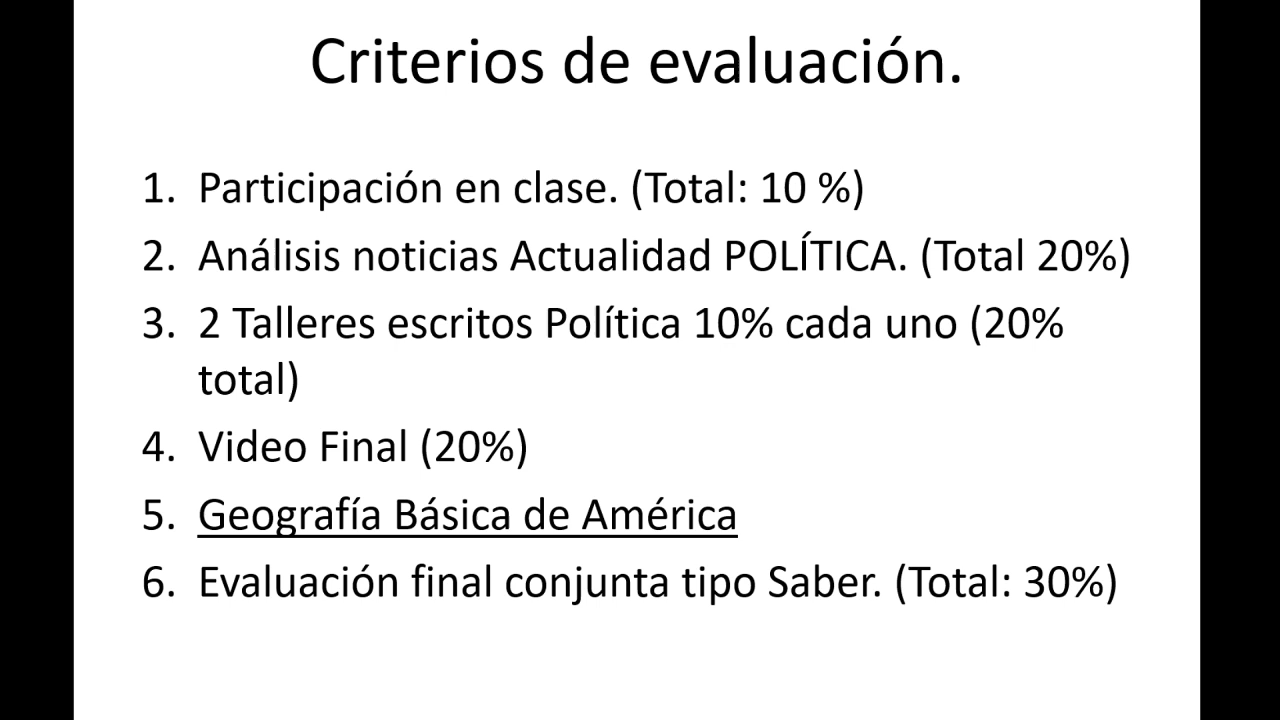 Criterios de evaluación.
1. Participación en clase. (Total: 10 %)
2. Análisis noticias Actualidad POLÍTICA. (Total 20%)
3. 2 Talleres escritos Política 10% cada uno (20%
total)
4. Video Final (20%)
5. Geografía Básica de América
6. Evaluación final conjunta tipo Saber. (Total: 30%)